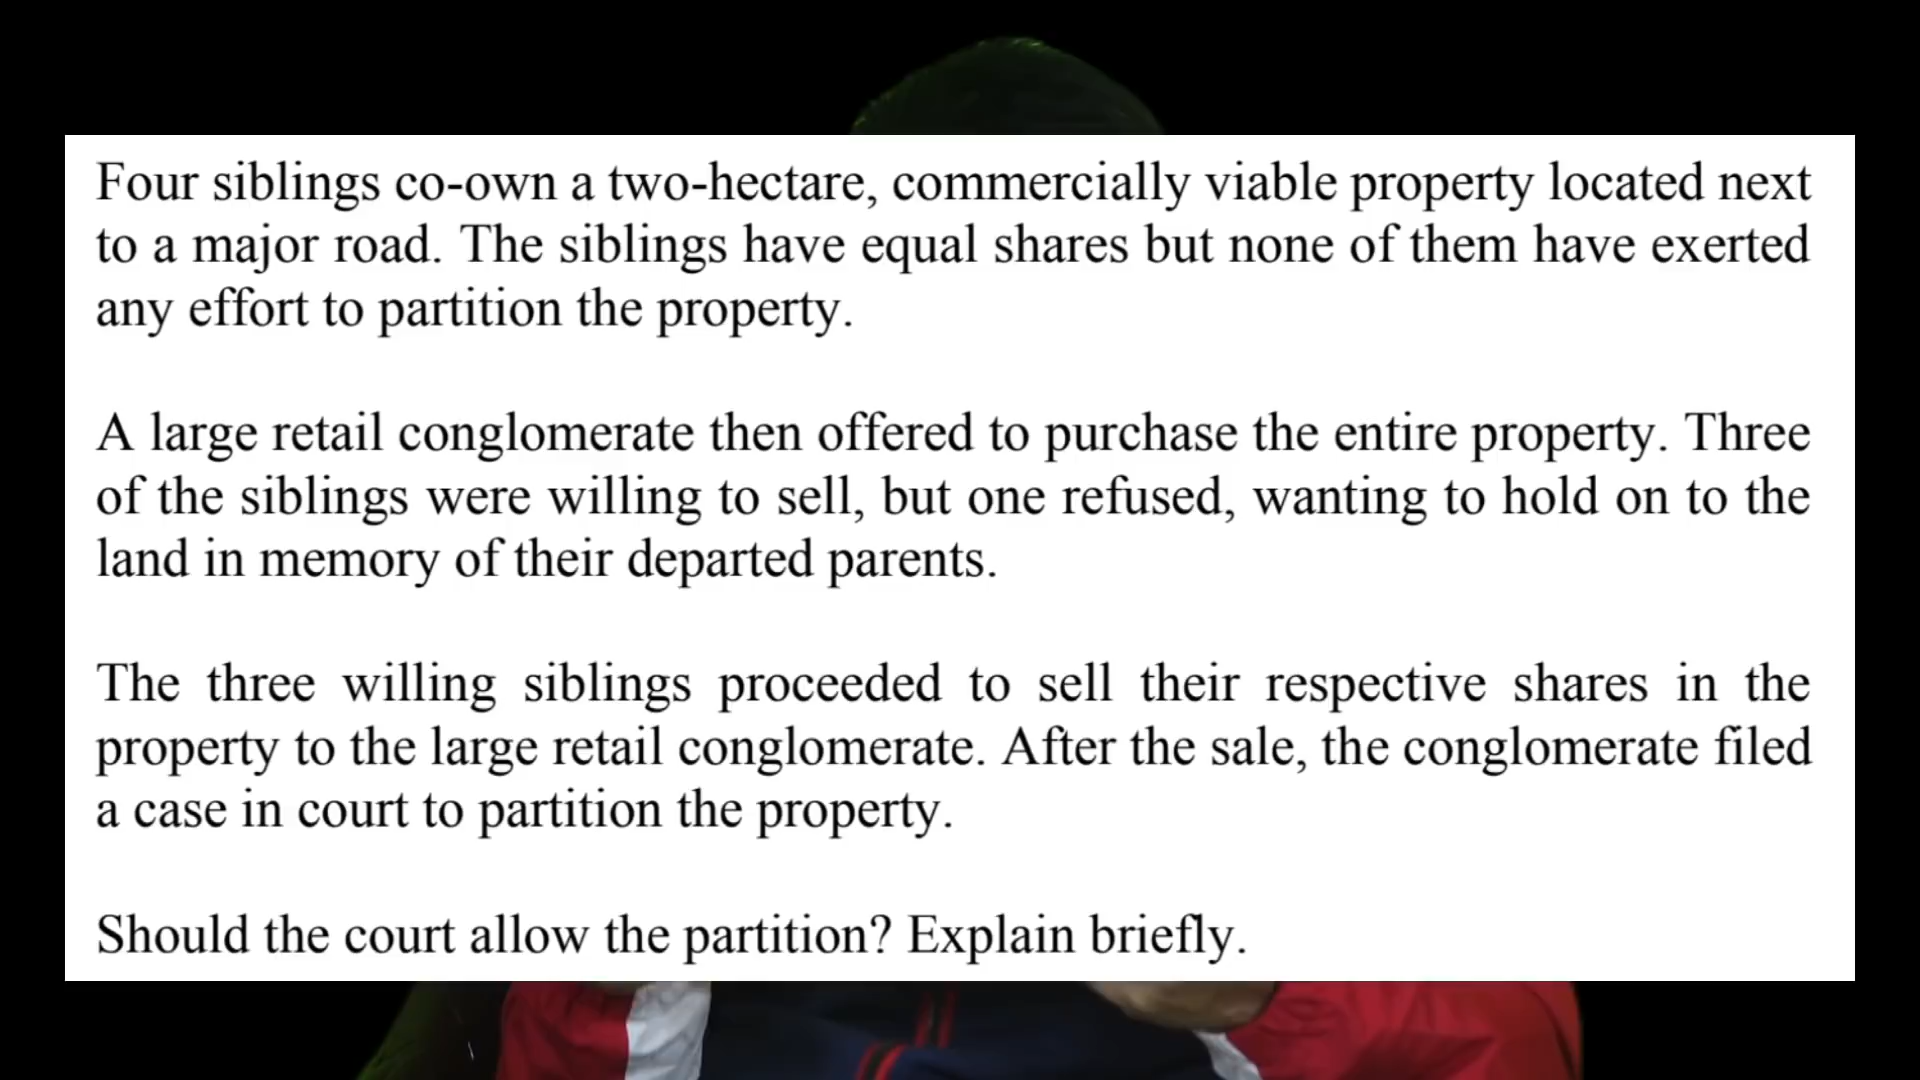 Four siblings co-own a two-hectare, commercially viable property located next
to a major road. The siblings have equal shares but none of them have exerted
any effort to partition the property.
A large retail conglomerate then offered to purchase the entire property. Three
of the siblings were willing to sell, but one refused, wanting to hold on to the
land in memory of their departed parents.
The three willing siblings proceeded to sell their respective shares in the
property to the large retail conglomerate. After the sale, the conglomerate filed
a case in court to partition the property.
Should the court allow the partition? Explain briefly.